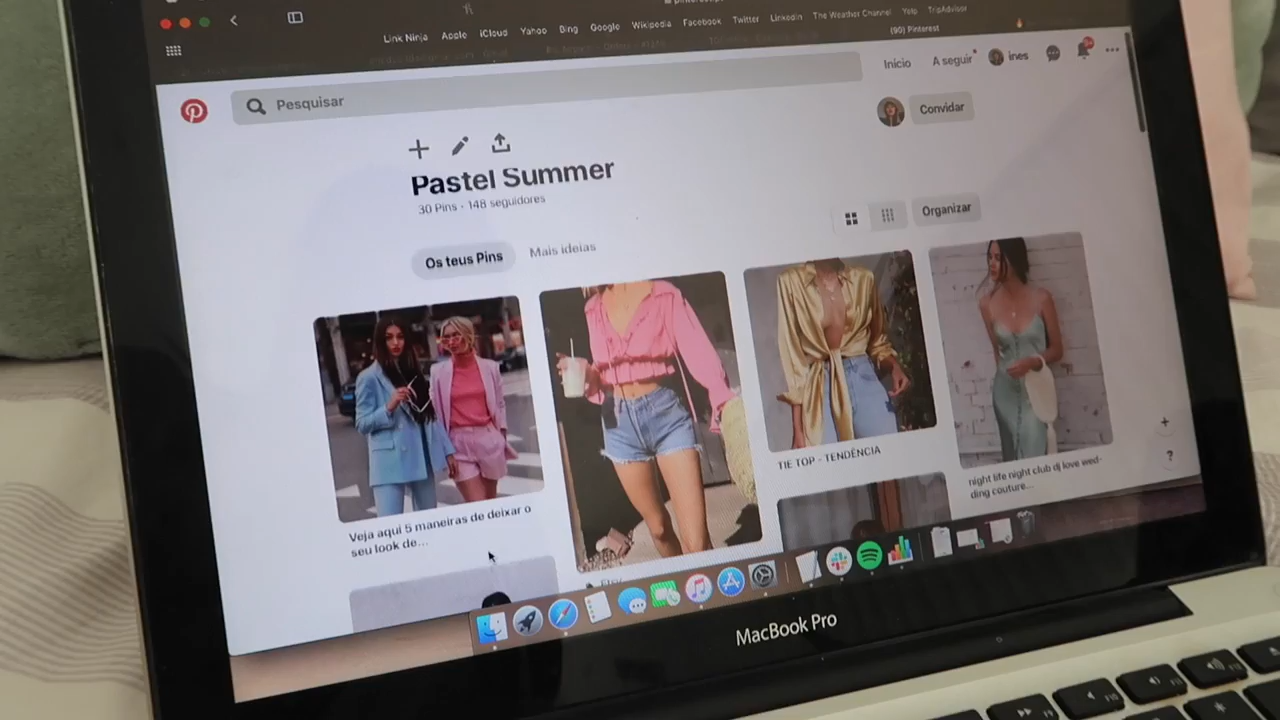 Link Ninja Apple iCloud Yahoo Bing Google Wikipedia Facebook Twitter LinkedIn The Weather Channel Yelp TripAdvisor
(90) Pinterest
Pesquisar
Início
A seguir
ines
Convidar
Pastel Summer
30 Pins · 148 seguidores
Organizar
Os teus Pins
Mais ideias
Veja aqui 5 maneiras de deixar o
seu look de...
TIE TOP - TENDÊNCIA
night life night club dj love wed-
ding couture...
Etsy
MacBook Pro